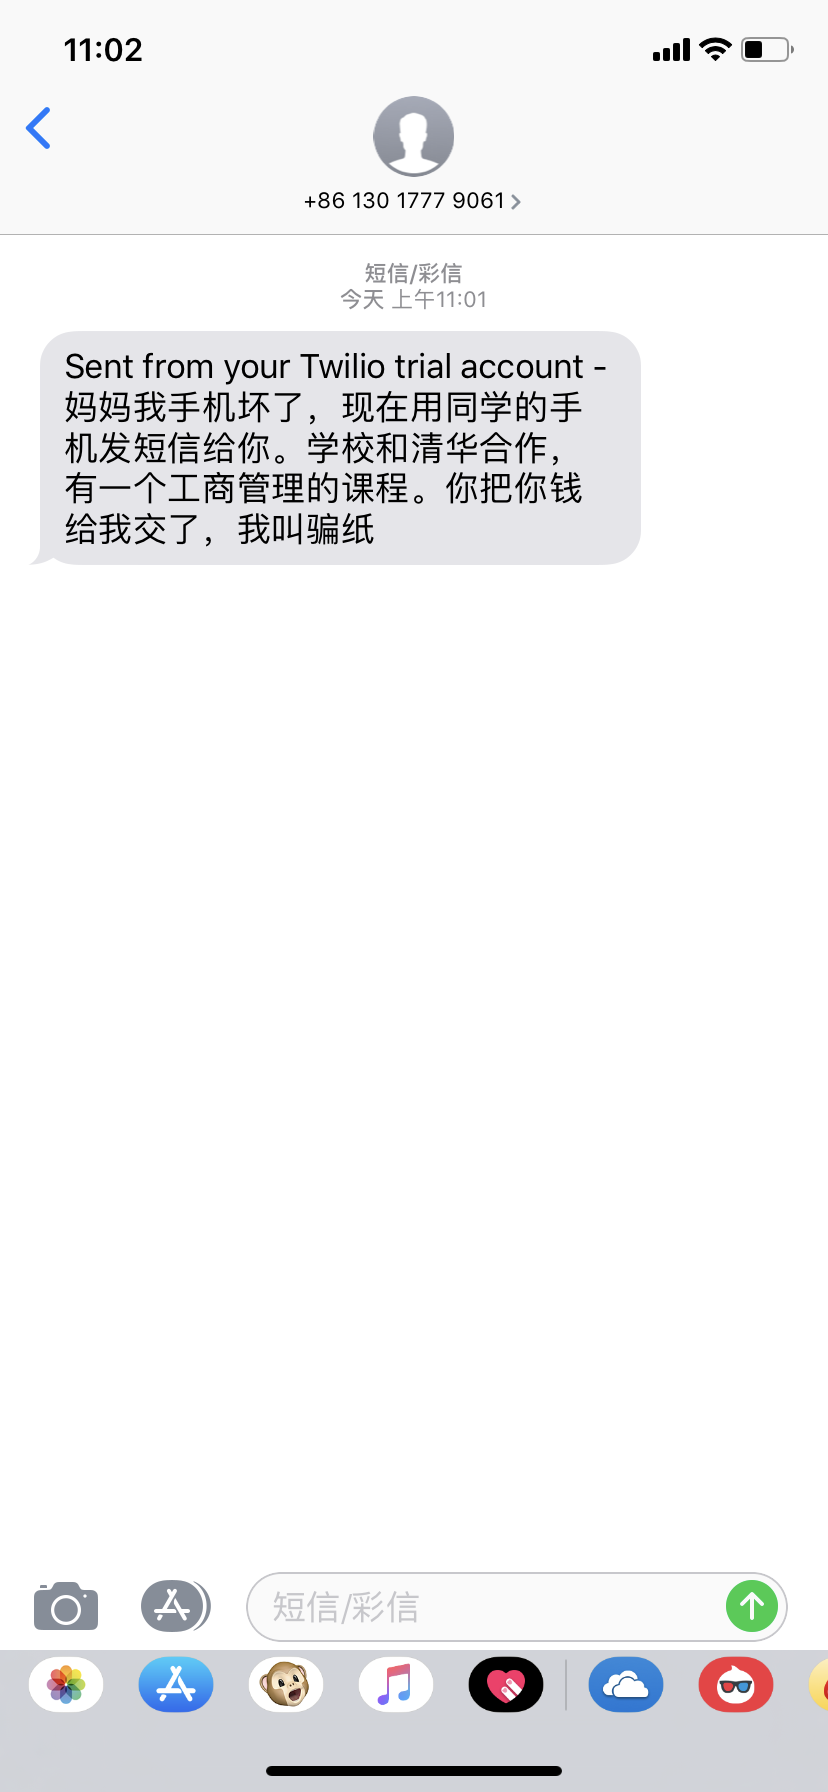 11:02
+86 130 1777 9061
短信/彩信
今天 上午11:01
Sent from your Twilio trial account -
妈妈我手机坏了，现在用同学的手
机发短信给你。学校和清华合作，
有一个工商管理的课程。你把你钱
给我交了，我叫骗纸
短信/彩信